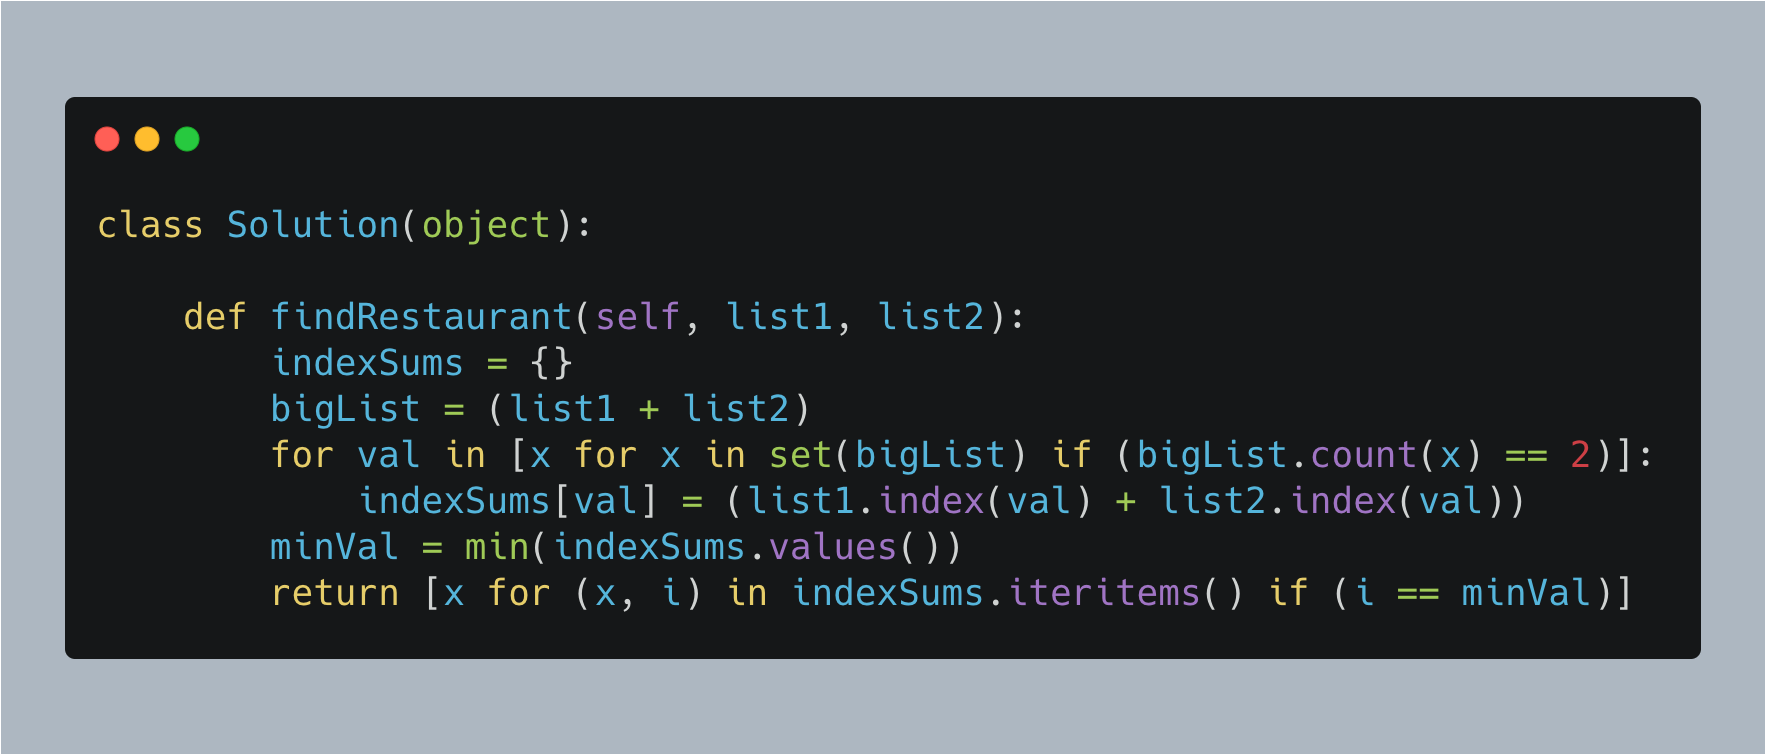 class Solution(object):
    def findRestaurant(self, list1, list2):
        indexSums = {}
        bigList = (list1 + list2)
        for val in [x for x in set(bigList) if (bigList.count(x) == 2)]:
            indexSums[val] = (list1.index(val) + list2.index(val))
        minVal = min(indexSums.values())
        return [x for (x, i) in indexSums.iteritems() if (i == minVal)]